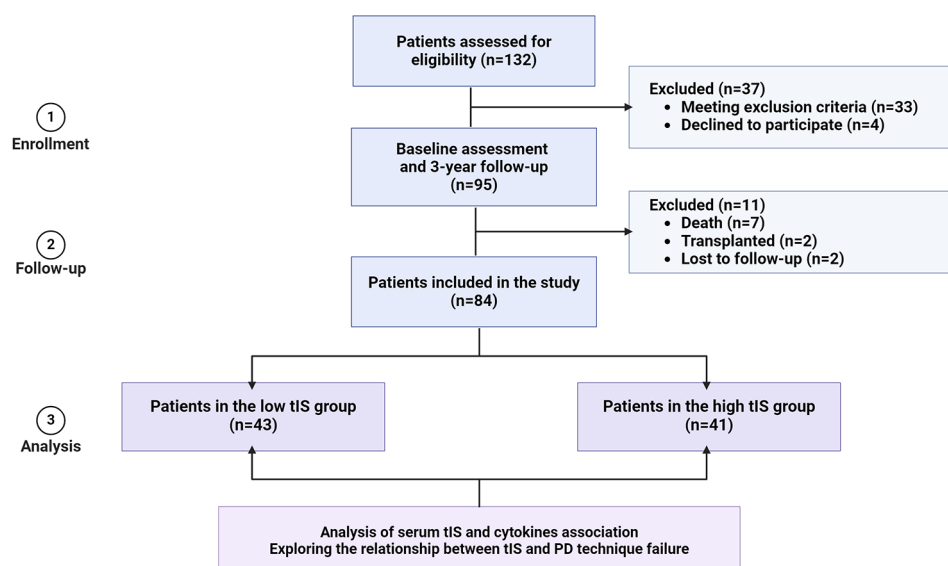 Patients assessed for
eligibility (n=132)
Excluded (n=37)
• Meeting exclusion criteria (n=33)
• Declined to participate (n=4)
1
Enrollment
Baseline assessment
and 3-year follow-up
(n=95)
Excluded (n=11)
• Death (n=7)
• Transplanted (n=2)
• Lost to follow-up (n=2)
2
Follow-up
Patients included in the study
(n=84)
3
Analysis
Patients in the low tIS group
(n=43)
Patients in the high tIS group
(n=41)
Analysis of serum tIS and cytokines association
Exploring the relationship between tIS and PD technique failure